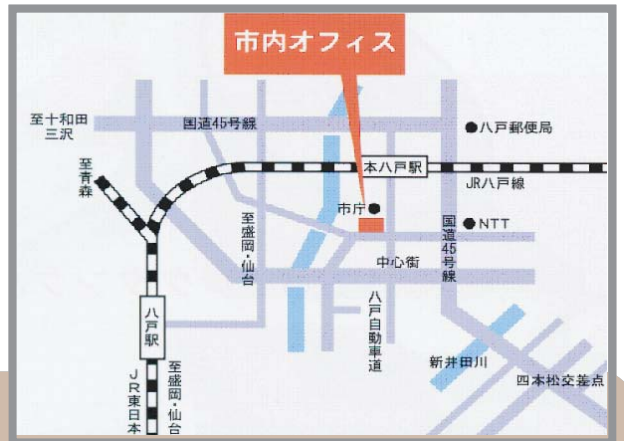 市内オフィス
至十和田
三沢
国道45号線
八戸郵便局
至青森
本八戸駅
JR八戸線
市庁
至盛岡・仙台
国道45号線
NTT
中心街
八戸駅
八戸自動車道
新井田川
四本松交差点
至盛岡・仙台
JR東日本